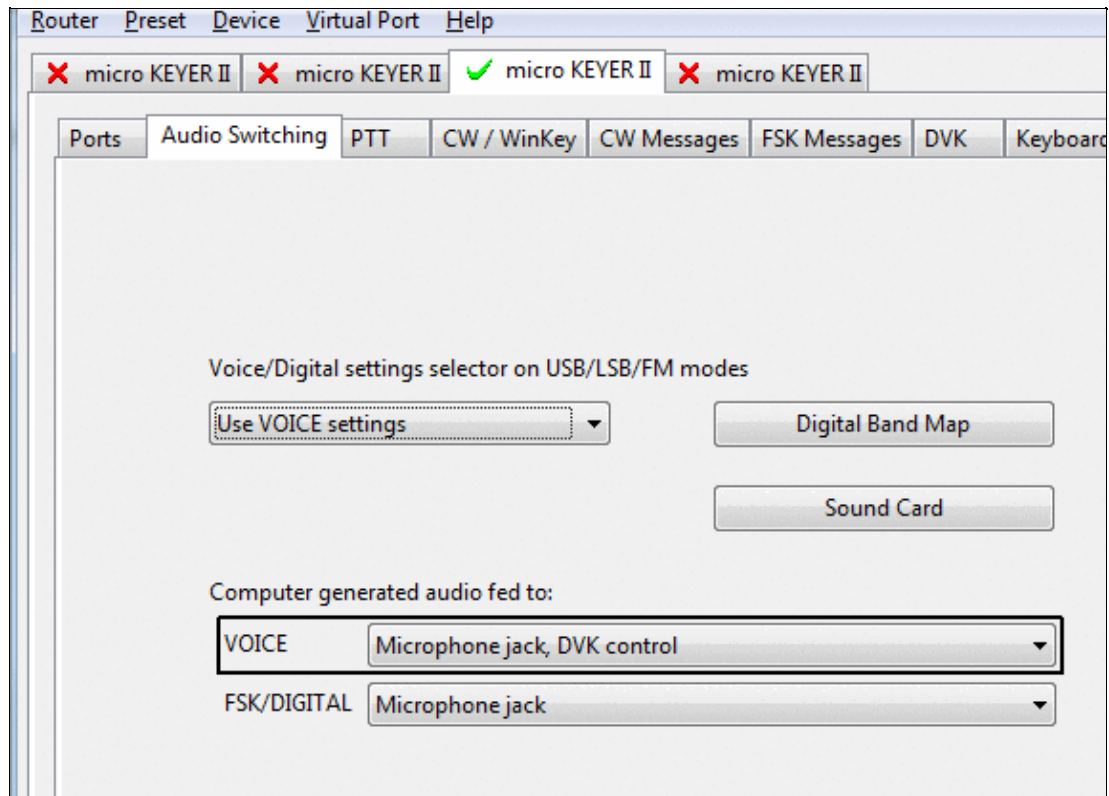 Router Preset Device Virtual Port Help
micro KEYER II micro KEYER II micro KEYER II micro KEYER II
Ports Audio Switching PTT CW / WinKey CW Messages FSK Messages DVK Keyboard
Voice/Digital settings selector on USB/LSB/FM modes
Use VOICE settings Digital Band Map
Sound Card
Computer generated audio fed to:
VOICE Microphone jack, DVK control
FSK/DIGITAL Microphone jack